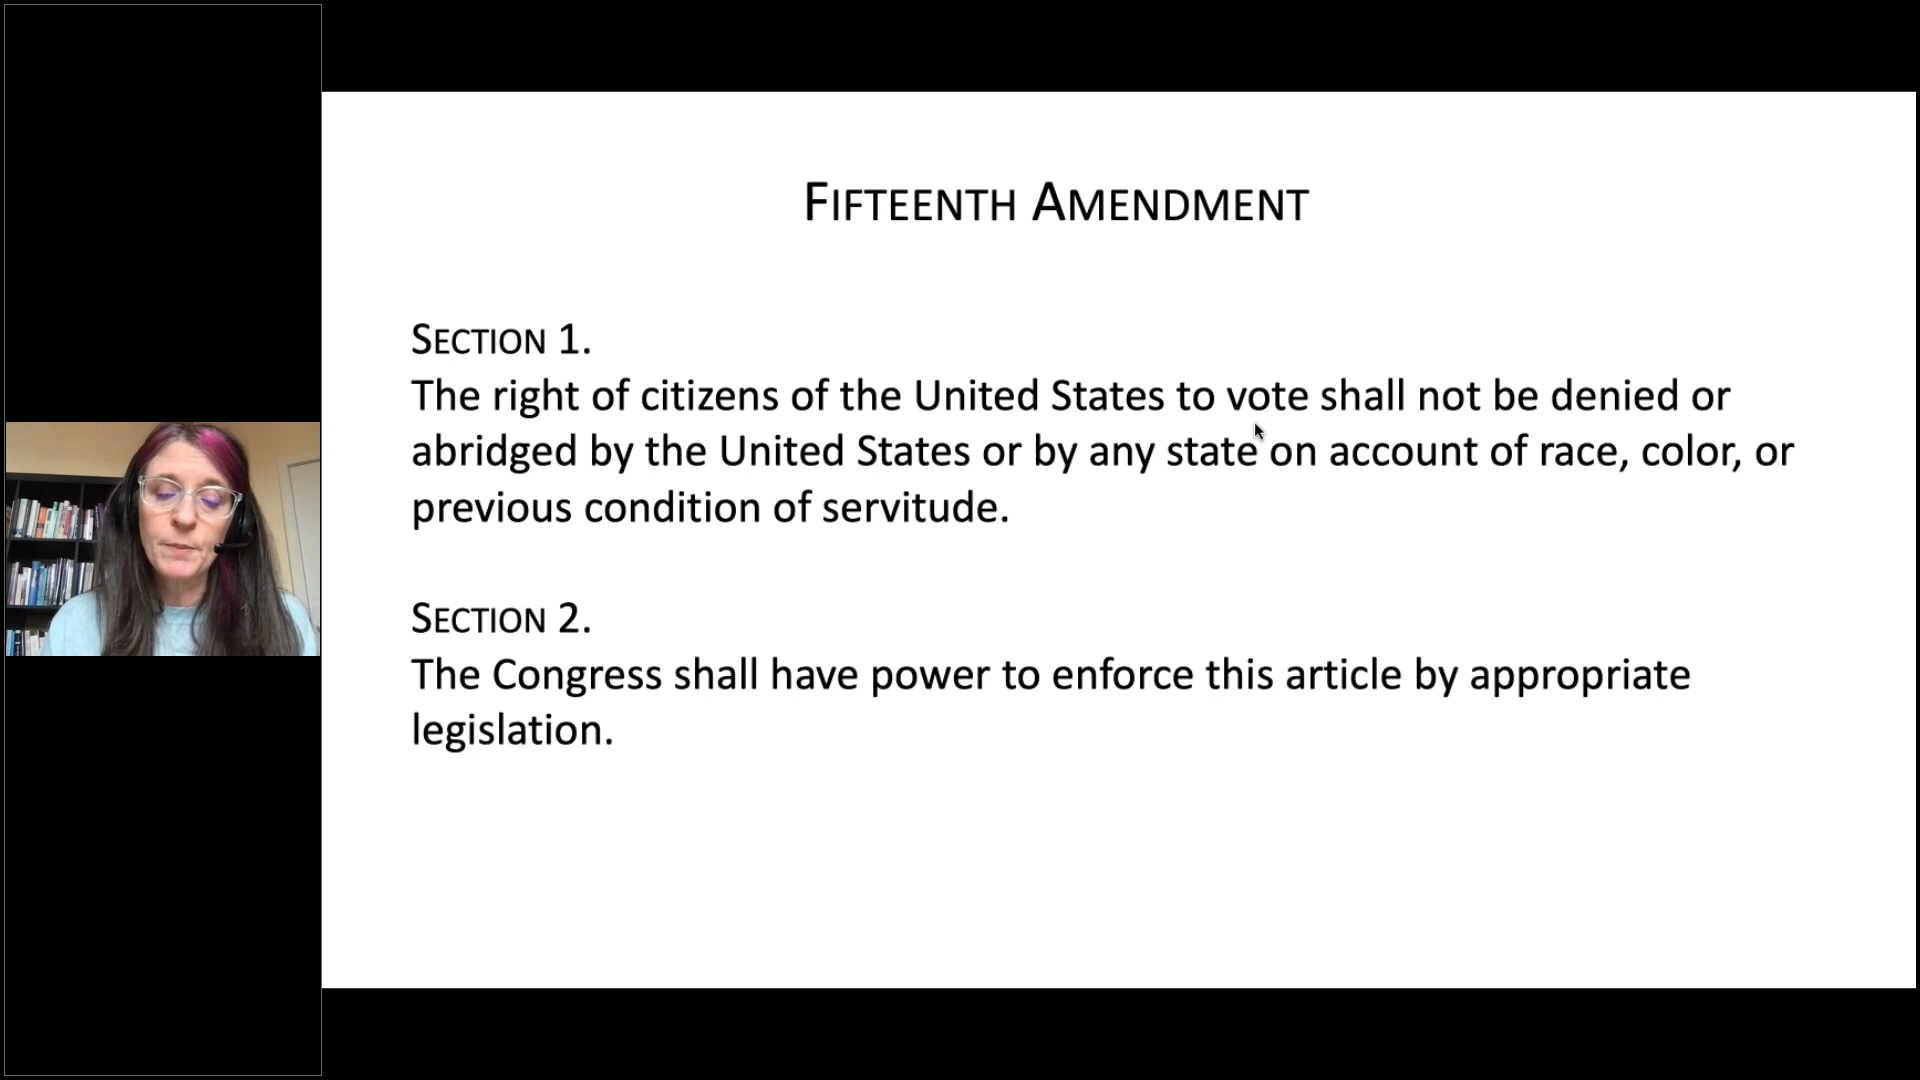 FIFTEENTH AMENDMENT
SECTION 1.
The right of citizens of the United States to vote shall not be denied or
abridged by the United States or by any state on account of race, color, or
previous condition of servitude.
SECTION 2.
The Congress shall have power to enforce this article by appropriate
legislation.